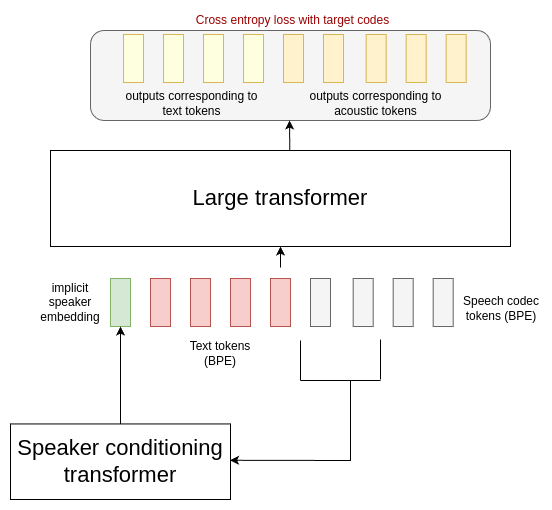 Cross entropy loss with target codes
outputs corresponding to
text tokens
outputs corresponding to
acoustic tokens
Large transformer
implicit
speaker
embedding
Speech codec
tokens (BPE)
Text tokens
(BPE)
Speaker conditioning
transformer